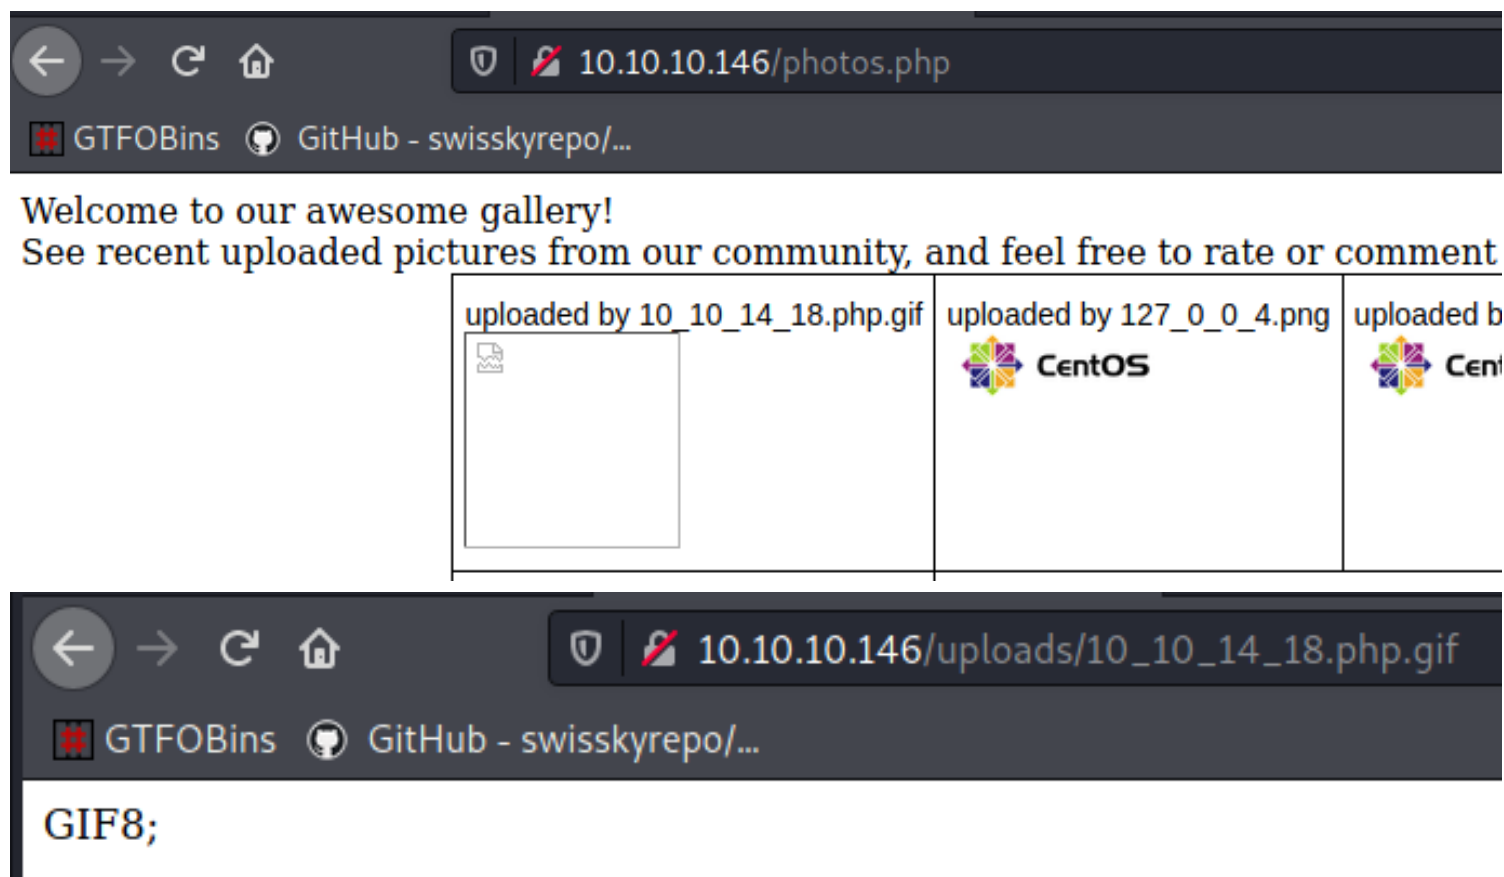 10.10.10.146/photos.php
GTFOBins GitHub - swisskyrepo/...
Welcome to our awesome gallery!
See recent uploaded pictures from our community, and feel free to rate or comment
uploaded by 10_10_14_18.php.gif uploaded by 127_0_0_4.png uploaded b
CentOS Cent
10.10.10.146/uploads/10_10_14_18.php.gif
GTFOBins GitHub - swisskyrepo/...
GIF8;